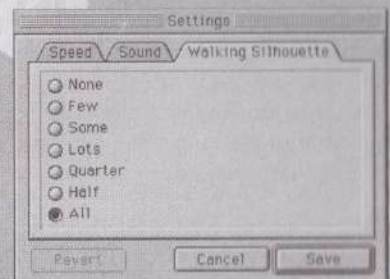 Settings
Speed Sound Walking Silhouette
None
Few
Some
Lots
Quarter
Half
All
Revert Cancel Save